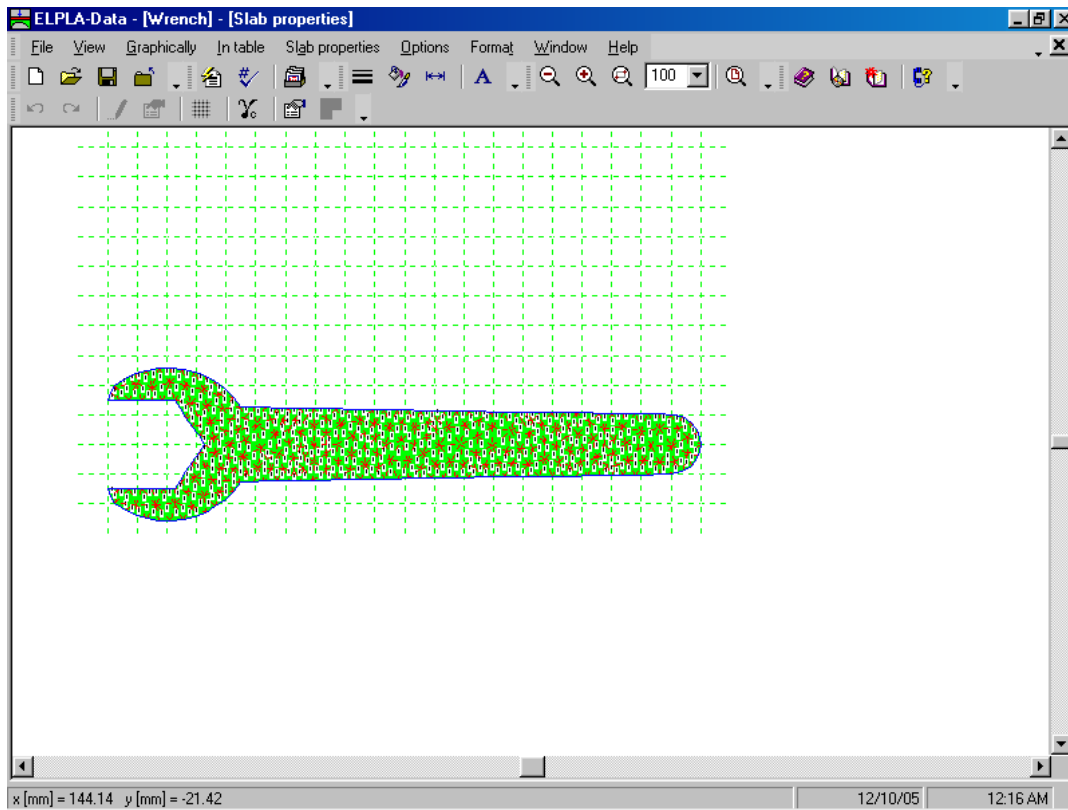 ELPLA-Data - [Wrench] - [Slab properties]
File View Graphically In table Slab properties Options Format Window Help
A 100
x [mm] = 144.14 y [mm] = -21.42 12/10/05 12:16 AM